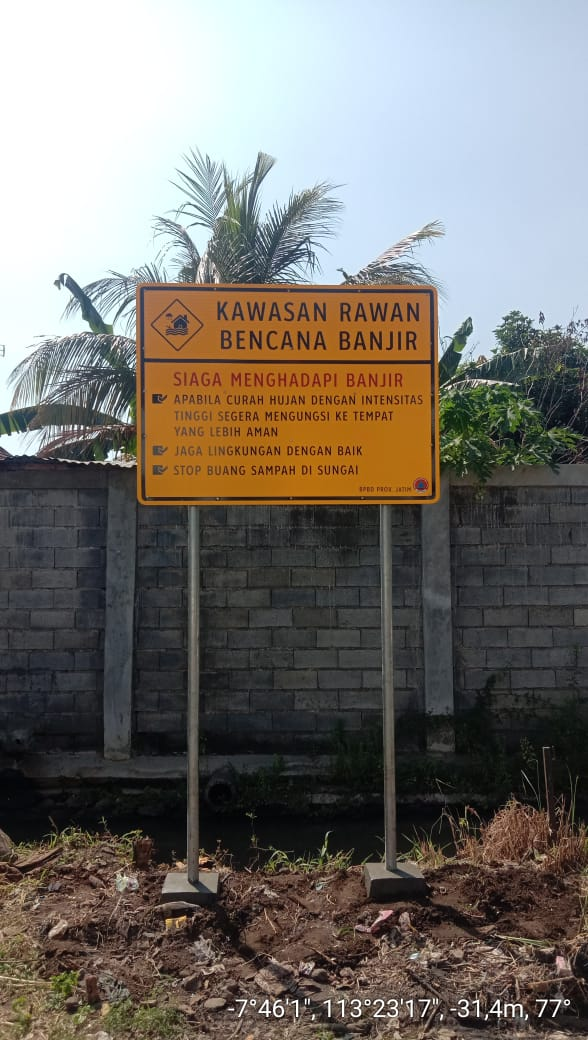 KAWASAN RAWAN
BENCANA BANJIR
SIAGA MENGHADAPI BANJIR
APABILA CURAH HUJAN DENGAN INTENSITAS
TINGGI SEGERA MENGUNGSI KE TEMPAT
YANG LEBIH AMAN
JAGA LINGKUNGAN DENGAN BAIK
STOP BUANG SAMPAH DI SUNGAI
BPBD PROV. JATIM
-7°46'1", 113°23'17", -31,4m, 77°